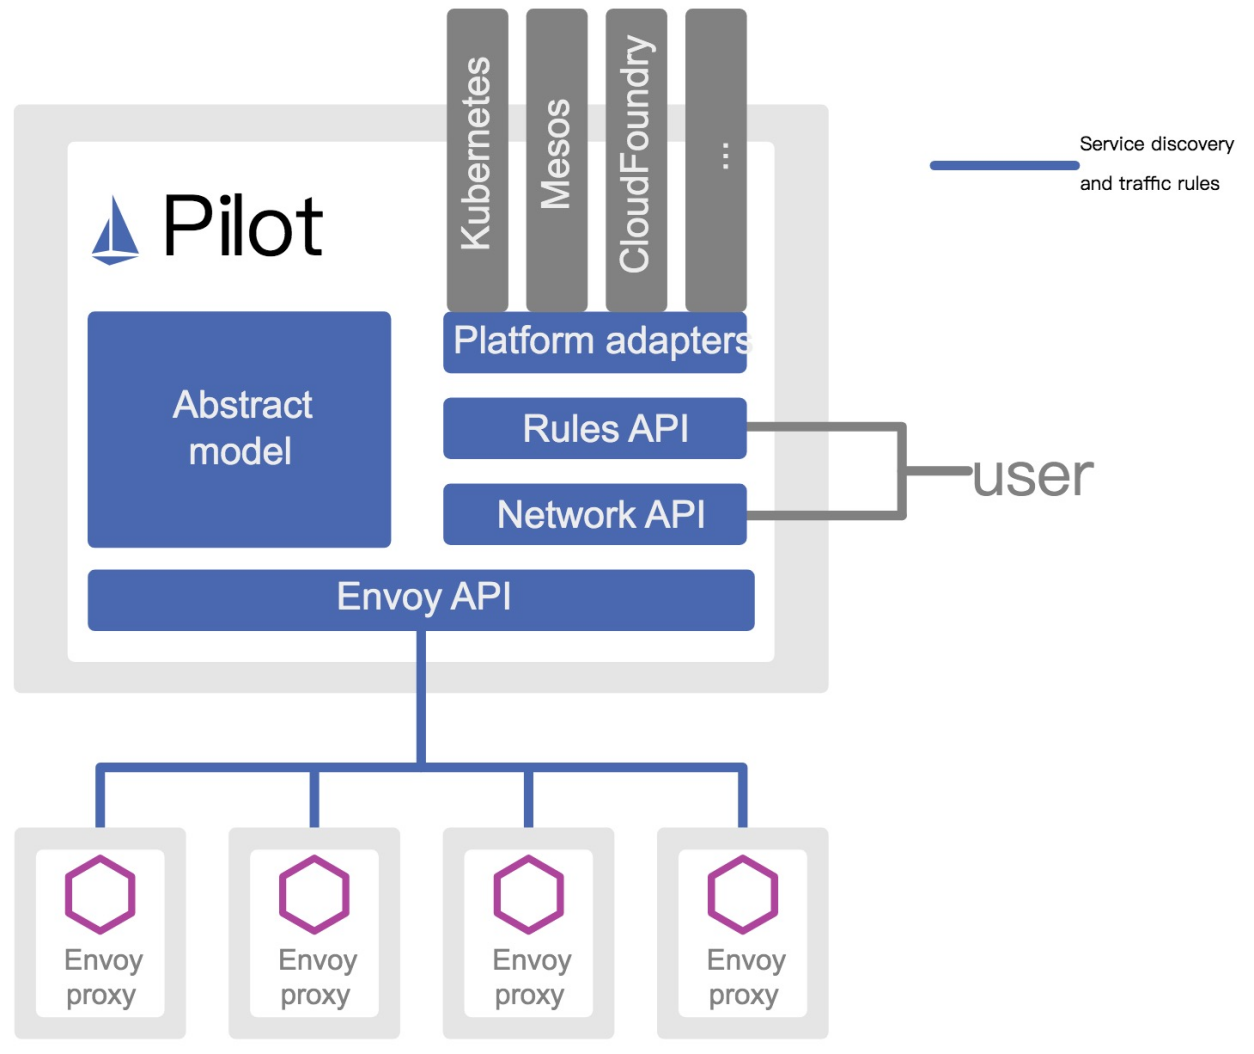 Kubernetes
Mesos
CloudFoundry
...
Service discovery
and traffic rules
Pilot
Platform adapters
Abstract
model
Rules API
Network API
user
Envoy API
Envoy
proxy
Envoy
proxy
Envoy
proxy
Envoy
proxy